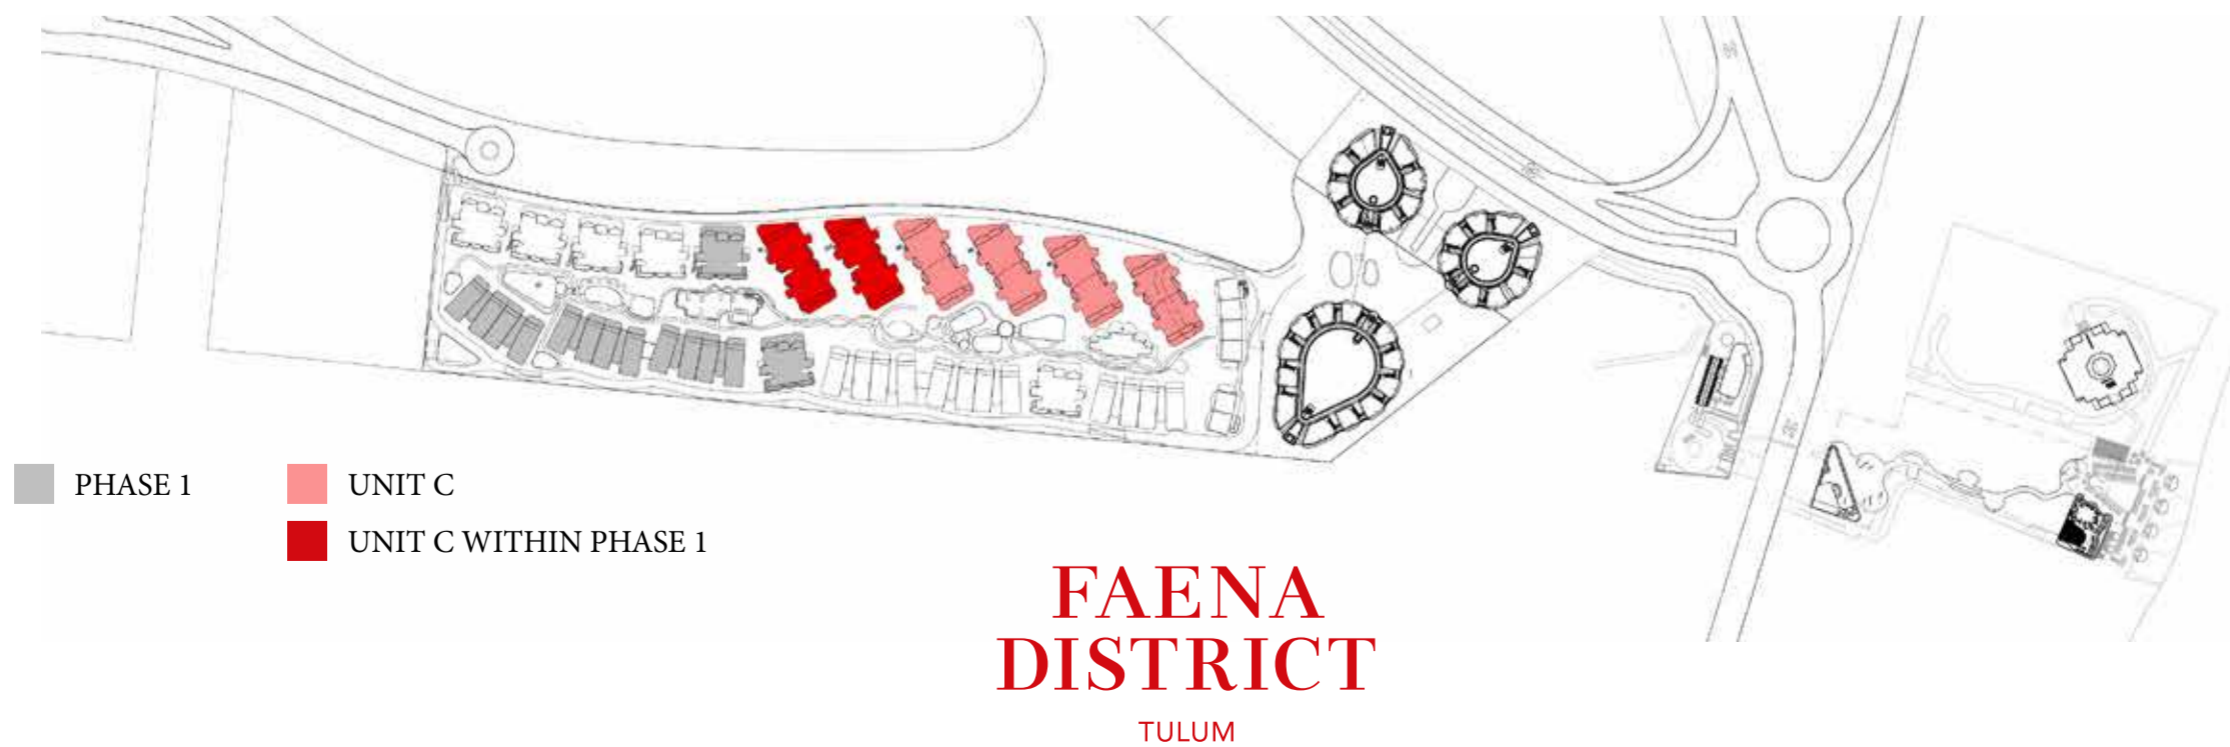 PHASE 1
UNIT C
UNIT C WITHIN PHASE 1
FAENA
DISTRICT
TULUM